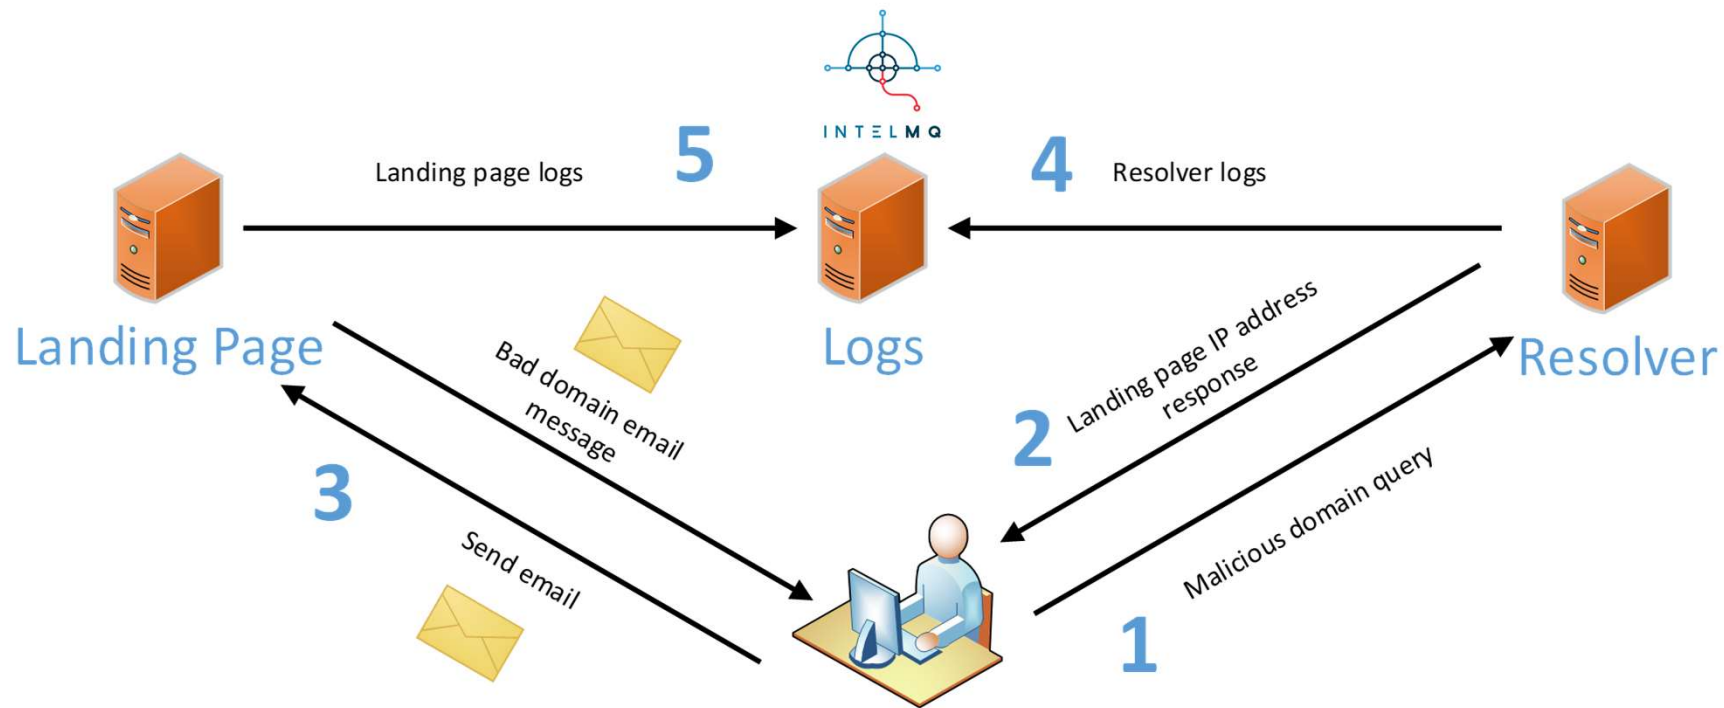 INTELMQ
5
4
Landing page logs
Resolver logs
Landing Page
Logs
Resolver
Bad domain email
message
Landing page IP address
response
2
3
Malicious domain query
Send email
1